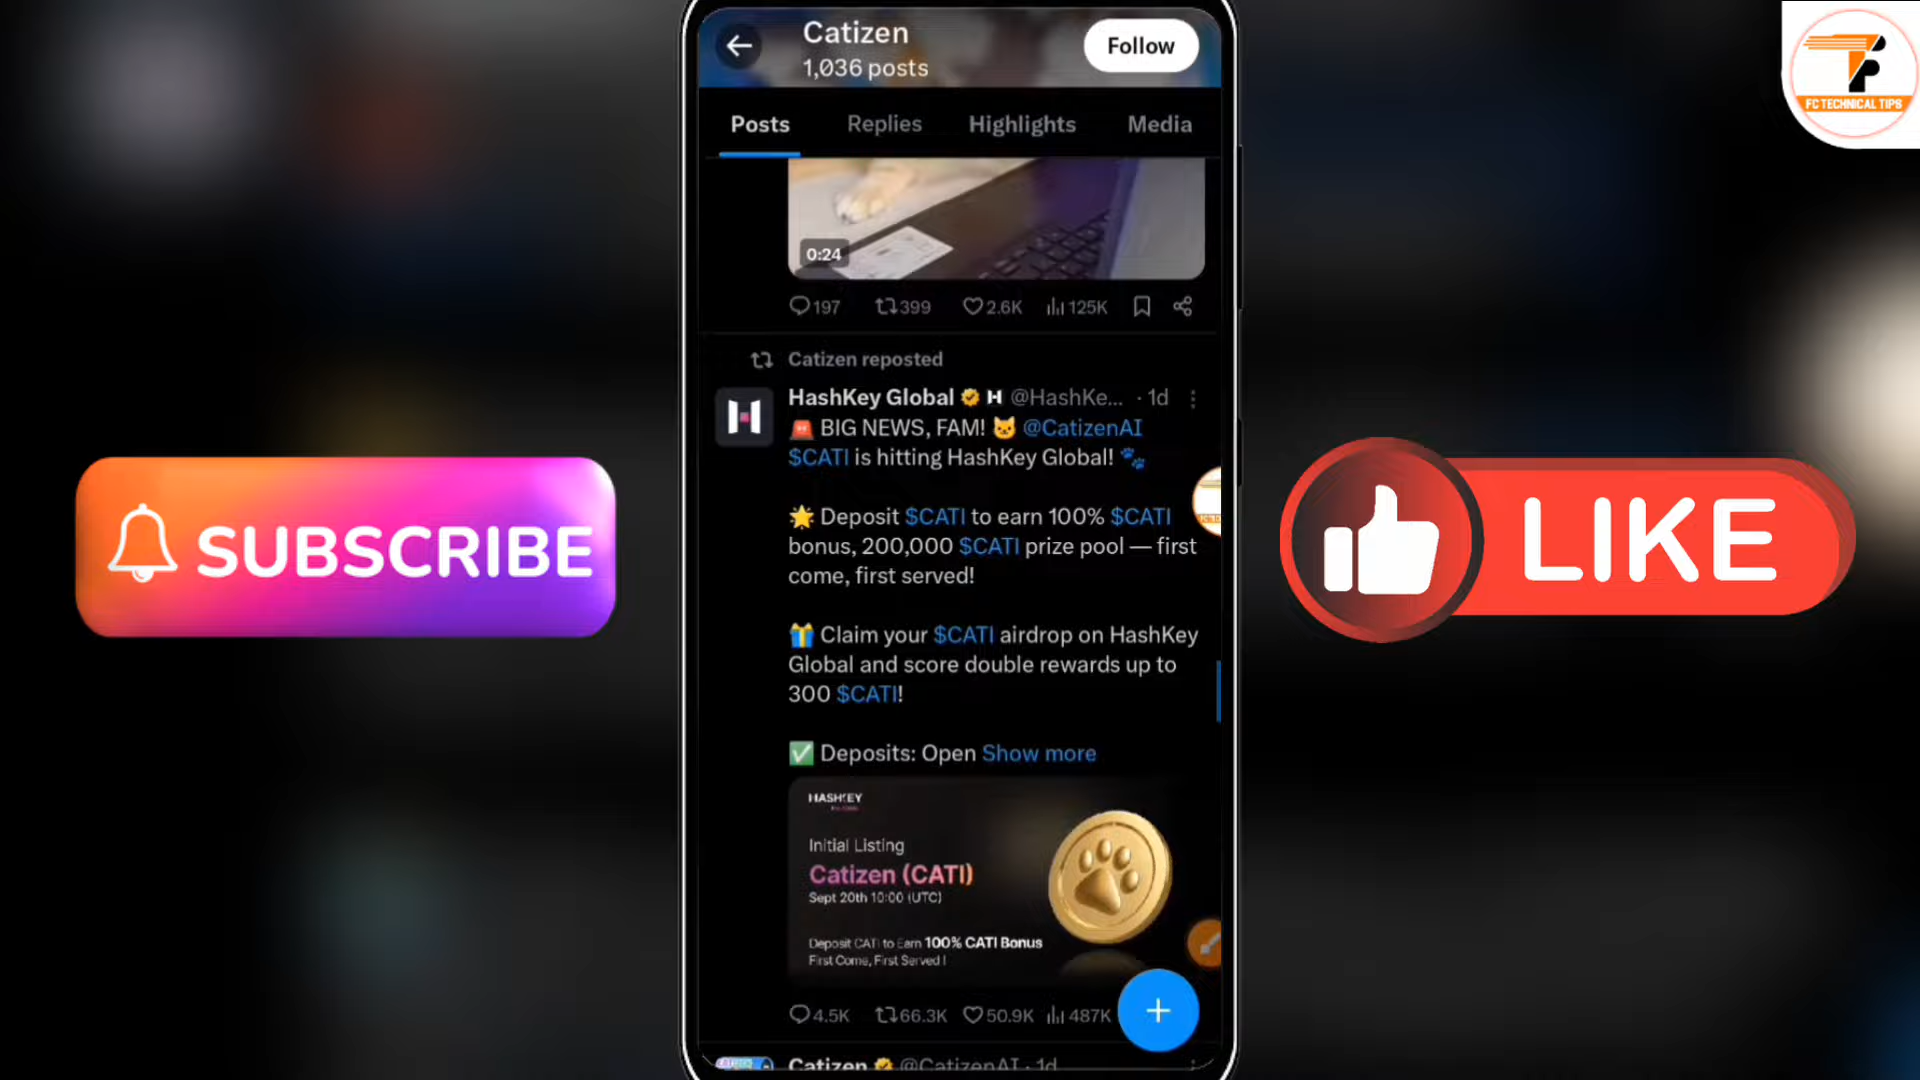 Catizen
1,036 posts
Follow
FC TECHNICAL TIPS
Posts
Replies
Highlights
Media
0:24
197
399
2.6K
125K
Catizen reposted
HashKey Global @HashKe... · 1d
BIG NEWS, FAM! @CatizenAI
$CATI is hitting HashKey Global!
Deposit $CATI to earn 100% $CATI
bonus, 200,000 $CATI prize pool — first
come, first served!
Claim your $CATI airdrop on HashKey
Global and score double rewards up to
300 $CATI!
Deposits: Open Show more
HASHKEY
Initial Listing
Catizen (CATI)
Sept 20th 10:00 (UTC)
Deposit CATI to Earn 100% CATI Bonus
First Come, First Served !
4.5K
66.3K
50.9K
487K
Catizen @CatizenAI · 1d
SUBSCRIBE
LIKE